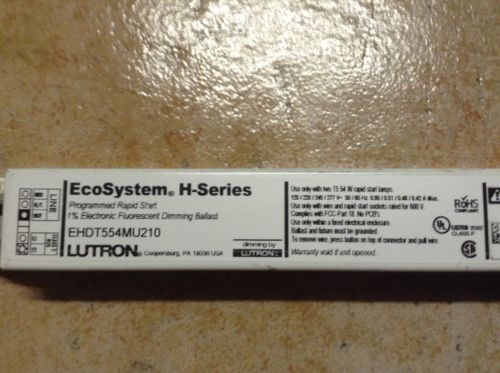 EcoSystem® H-Series
Programmed Rapid Start
1% Electronic Fluorescent Dimming Ballast
EHDT554MU210
LUTRON® Coopersburg, PA 18036 USA
dimming by
LUTRON
LINE
Use only with two T5 54 W rapid start lamps.
120 / 220 / 240 / 277 V~ 50 / 60 Hz 0.95 / 0.51 / 0.48 / 0.42 A Max.
Use only with wire and rapid start sockets rated for 600 V.
Complies with FCC-Part 18. No PCB's.
Use only within a fixed electrical enclosure.
Ballast and fixture must be grounded.
To remove wire, press button on top of connector and pull wire.
Warranty void if unit opened.
RoHS
COMPLIANT
UL
LISTED
CLASS P